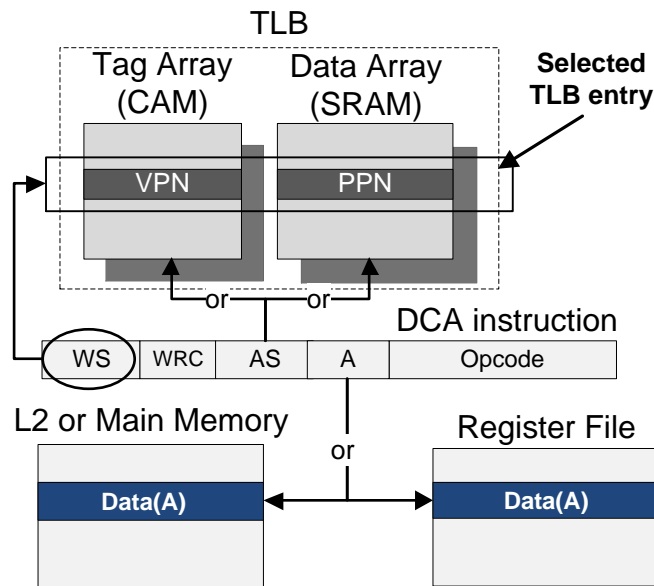 TLB
Tag Array
(CAM)
Data Array
(SRAM)
Selected
TLB entry
VPN
PPN
or
or
DCA instruction
WS
WRC
AS
A
Opcode
L2 or Main Memory
or
Register File
Data(A)
Data(A)